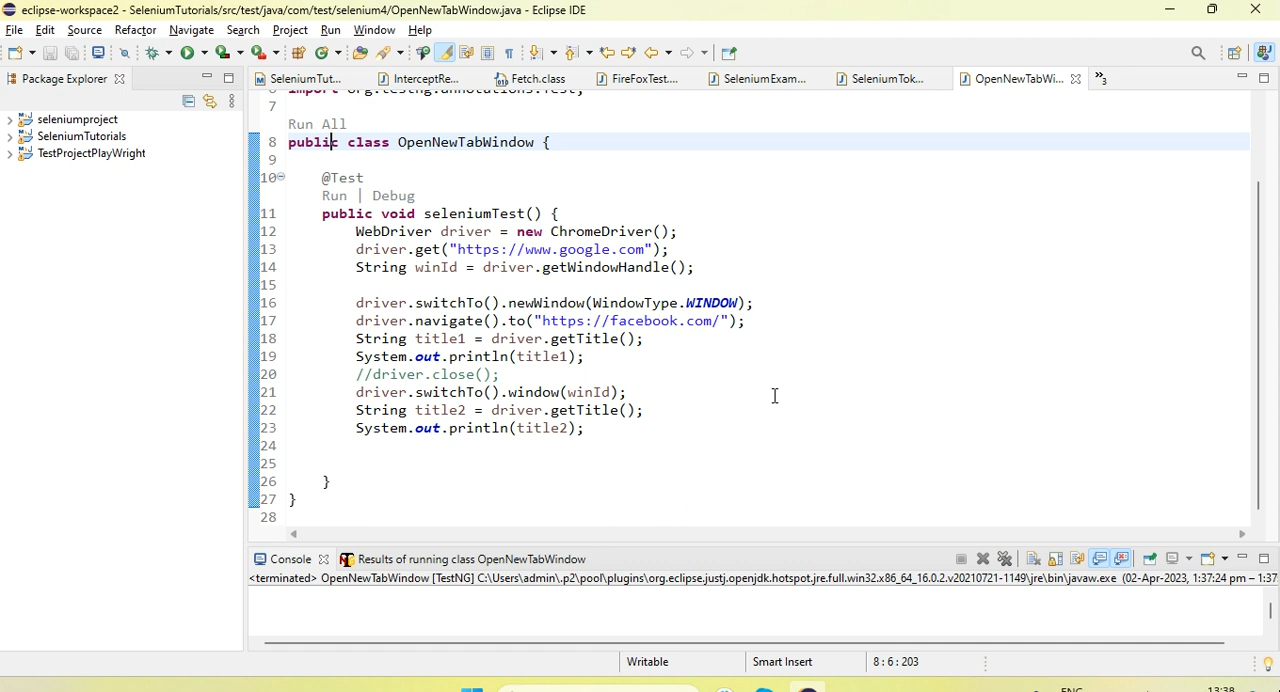 eclipse-workspace2 - SeleniumTutorials/src/test/java/com/test/selenium4/OpenNewTabWindow.java - Eclipse IDE
File Edit Source Refactor Navigate Search Project Run Window Help
Package Explorer
SeleniumTut... InterceptRe... Fetch.class FireFoxTest.... SeleniumExam... SeleniumTok... OpenNewTabWi... »3
seleniumproject
SeleniumTutorials
TestProjectPlayWright
6 import org.testng.annotations.Test;
7
Run All
8 public class OpenNewTabWindow {
9
10 @Test
Run | Debug
11 public void seleniumTest() {
12 WebDriver driver = new ChromeDriver();
13 driver.get("https://www.google.com");
14 String winId = driver.getWindowHandle();
15
16 driver.switchTo().newWindow(WindowType.WINDOW);
17 driver.navigate().to("https://facebook.com/");
18 String title1 = driver.getTitle();
19 System.out.println(title1);
20 //driver.close();
21 driver.switchTo().window(winId);
22 String title2 = driver.getTitle();
23 System.out.println(title2);
24
25
26 }
27 }
28
Console Results of running class OpenNewTabWindow
<terminated> OpenNewTabWindow [TestNG] C:\Users\admin\.p2\pool\plugins\org.eclipse.justj.openjdk.hotspot.jre.full.win32.x86_64_16.0.2.v20210721-1149\jre\bin\javaw.exe (02-Apr-2023, 1:37:24 pm – 1:37
Writable Smart Insert 8 : 6 : 203
ENG 13:38